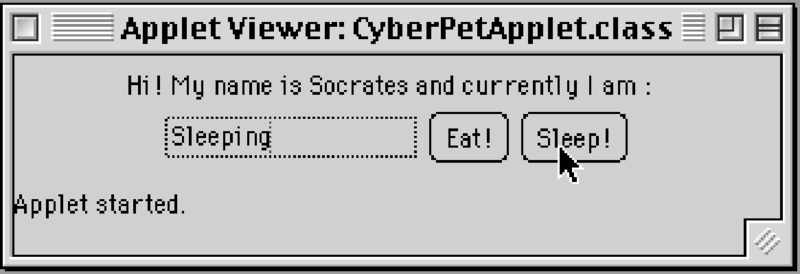 Applet Viewer: CyberPetApplet.class
Hi! My name is Socrates and currently I am :
Sleeping Eat! Sleep!
Applet started.